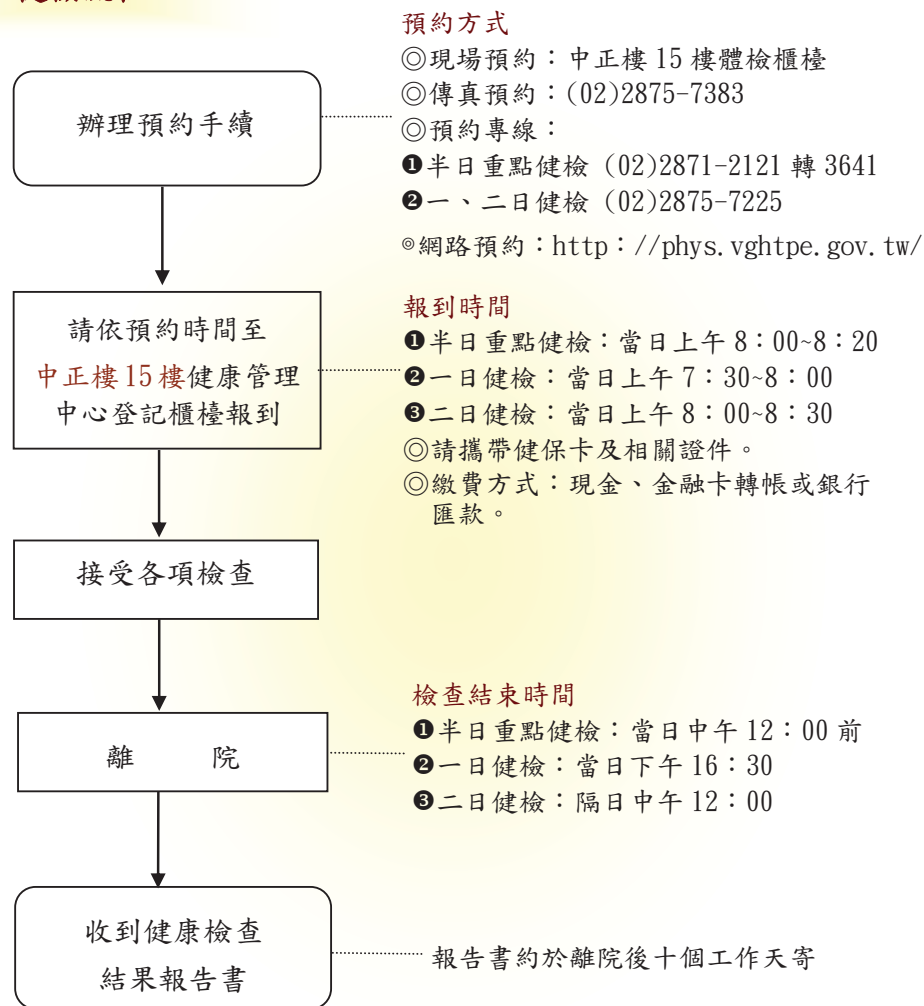 預約方式
◎現場預約：中正樓 15 樓體檢櫃檯
◎傳真預約：(02)2875-7383
◎預約專線：
❶半日重點健檢 (02)2871-2121 轉 3641
❷一、二日健檢 (02)2875-7225
◎網路預約：http：//phys.vghtpe.gov.tw/
辦理預約手續
請依預約時間至
中正樓 15 樓健康管理
中心登記櫃檯報到
報到時間
❶半日重點健檢：當日上午 8：00~8：20
❷一日健檢：當日上午 7：30~8：00
❸二日健檢：當日上午 8：00~8：30
◎請攜帶健保卡及相關證件。
◎繳費方式：現金、金融卡轉帳或銀行
匯款。
接受各項檢查
離 院
檢查結束時間
❶半日重點健檢：當日中午 12：00 前
❷一日健檢：當日下午 16：30
❸二日健檢：隔日中午 12：00
收到健康檢查
結果報告書
報告書約於離院後十個工作天寄